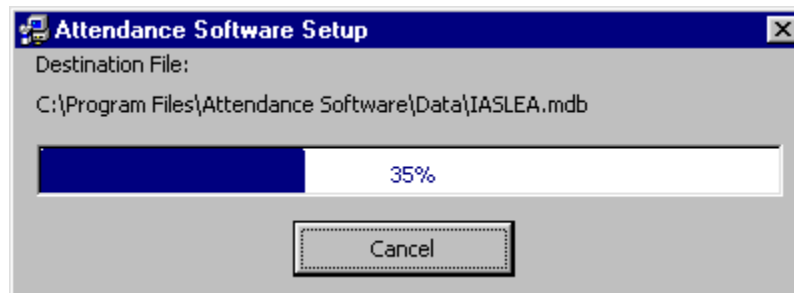 Attendance Software Setup
Destination File:
C:\Program Files\Attendance Software\Data\IASLEA.mdb
35%
Cancel